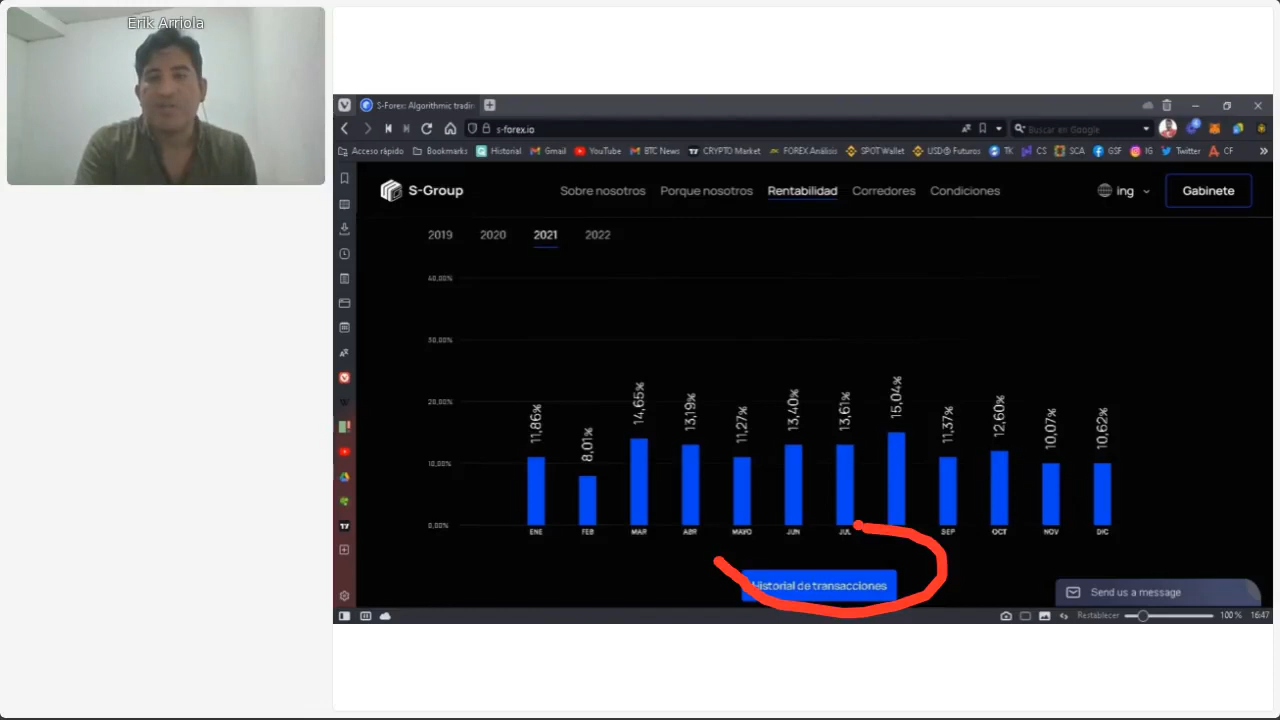 Erik Arriola
S-Forex: Algorithmic tradin
s-forex.io
Buscar en Google
Acceso rápido Bookmarks Historial Gmail YouTube BTC News CRYPTO Market FOREX Análisis SPOT Wallet USD@Futuros TK CS SCA GSF IG Twitter CF
S-Group
Sobre nosotros Porque nosotros Rentabilidad Corredores Condiciones
ing
Gabinete
2019 2020 2021 2022
40,00%
30,00%
20,00%
10,00%
0,00%
11,86% 8,01% 14,65% 13,19% 11,27% 13,40% 13,61% 15,04% 11,37% 12,60% 10,07% 10,62%
ENE FEB MAR ABR MAYO JUN JUL SEP OCT NOV DIC
Historial de transacciones
Send us a message
Restablecer 100 % 16:47